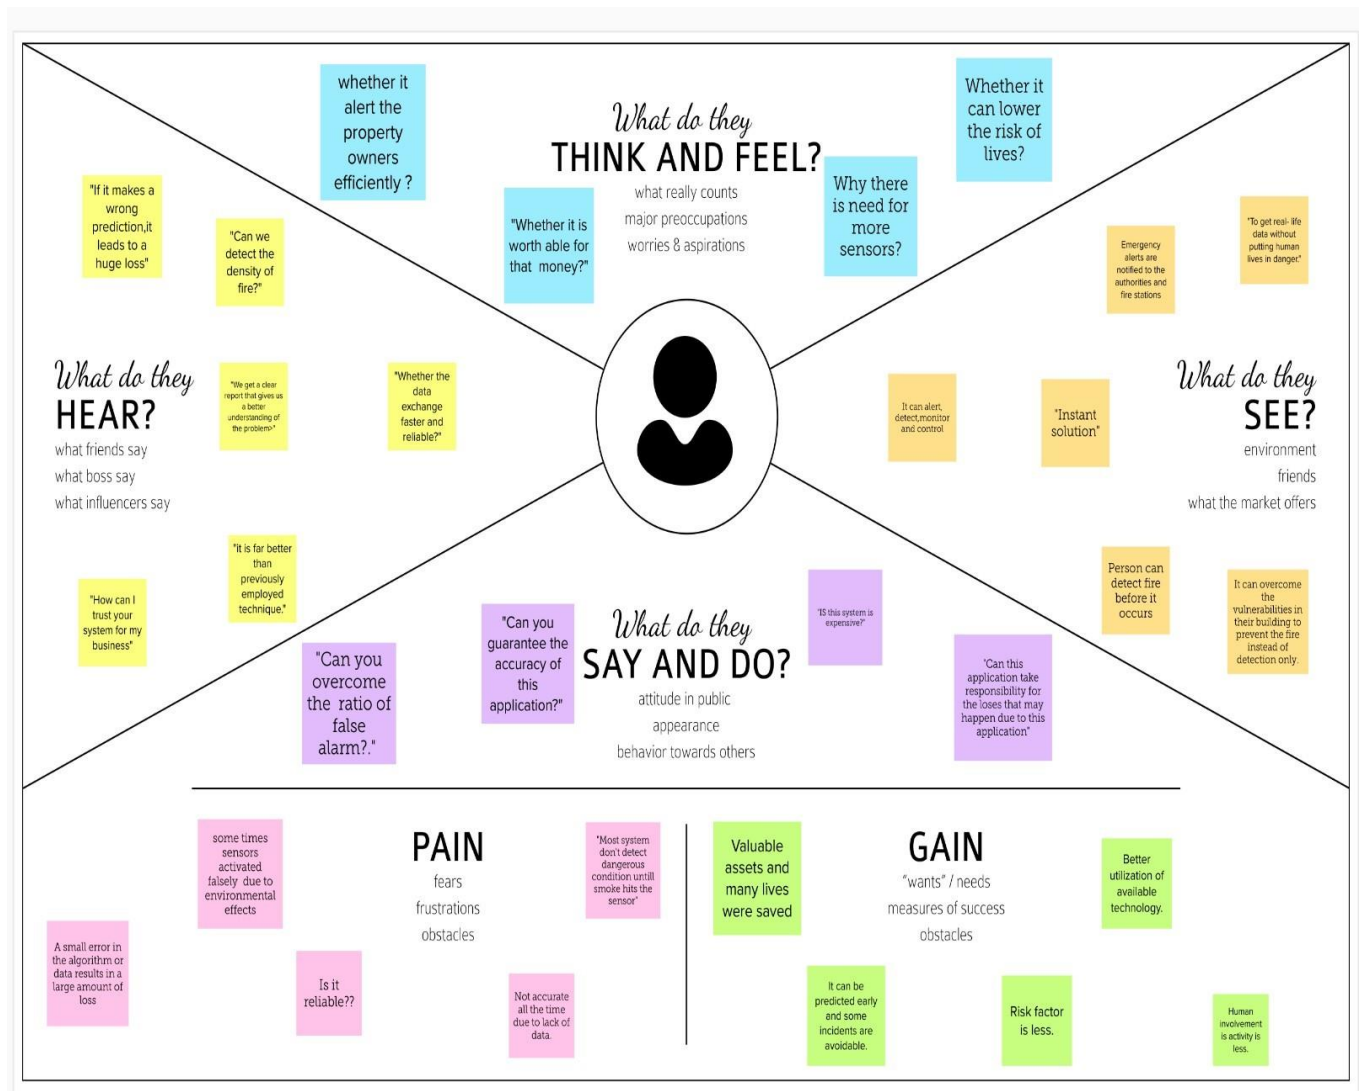 What do they
THINK AND FEEL?
what really counts
major preoccupations
worries & aspirations
whether it
alert the
property
owners
efficiently ?
"Whether it is
worth able for
that money?"
Why there
is need for
more
sensors?
Whether it
can lower
the risk of
lives?
What do they
HEAR?
what friends say
what boss say
what influencers say
"If it makes a
wrong
prediction,it
leads to a
huge loss"
"Can we
detect the
density of
fire?"
"We get a clear
report that gives us
a better
understanding of
the problem>"
"Whether the
data
exchange
faster and
reliable?"
"it is far better
than
previously
employed
technique."
"How can I
trust your
system for my
business"
What do they
SEE?
environment
friends
what the market offers
Emergency
alerts are
notified to the
authorities and
fire stations
"To get real- life
data without
putting human
lives in danger."
It can alert,
detect,monitor
and control
"Instant
solution"
Person can
detect fire
before it
occurs
It can overcome
the
vulnerabilities in
their building to
prevent the fire
instead of
detection only.
What do they
SAY AND DO?
attitude in public
appearance
behavior towards others
"Can you
overcome
the ratio of
false
alarm?."
"Can you
guarantee the
accuracy of
this
application?"
"IS this system is
expensive?"
"Can this
application take
responsibility for
the loses that may
happen due to this
application"
PAIN
fears
frustrations
obstacles
some times
sensors
activated
falsely due to
environmental
effects
"Most system
don't detect
dangerous
condition untill
smoke hits the
sensor"
A small error in
the algorithm or
data results in a
large amount of
loss
Is it
reliable??
Not accurate
all the time
due to lack of
data.
GAIN
"wants" / needs
measures of success
obstacles
Valuable
assets and
many lives
were saved
Better
utilization of
available
technology.
It can be
predicted early
and some
incidents are
avoidable.
Risk factor
is less.
Human
involvement
is activity is
less.